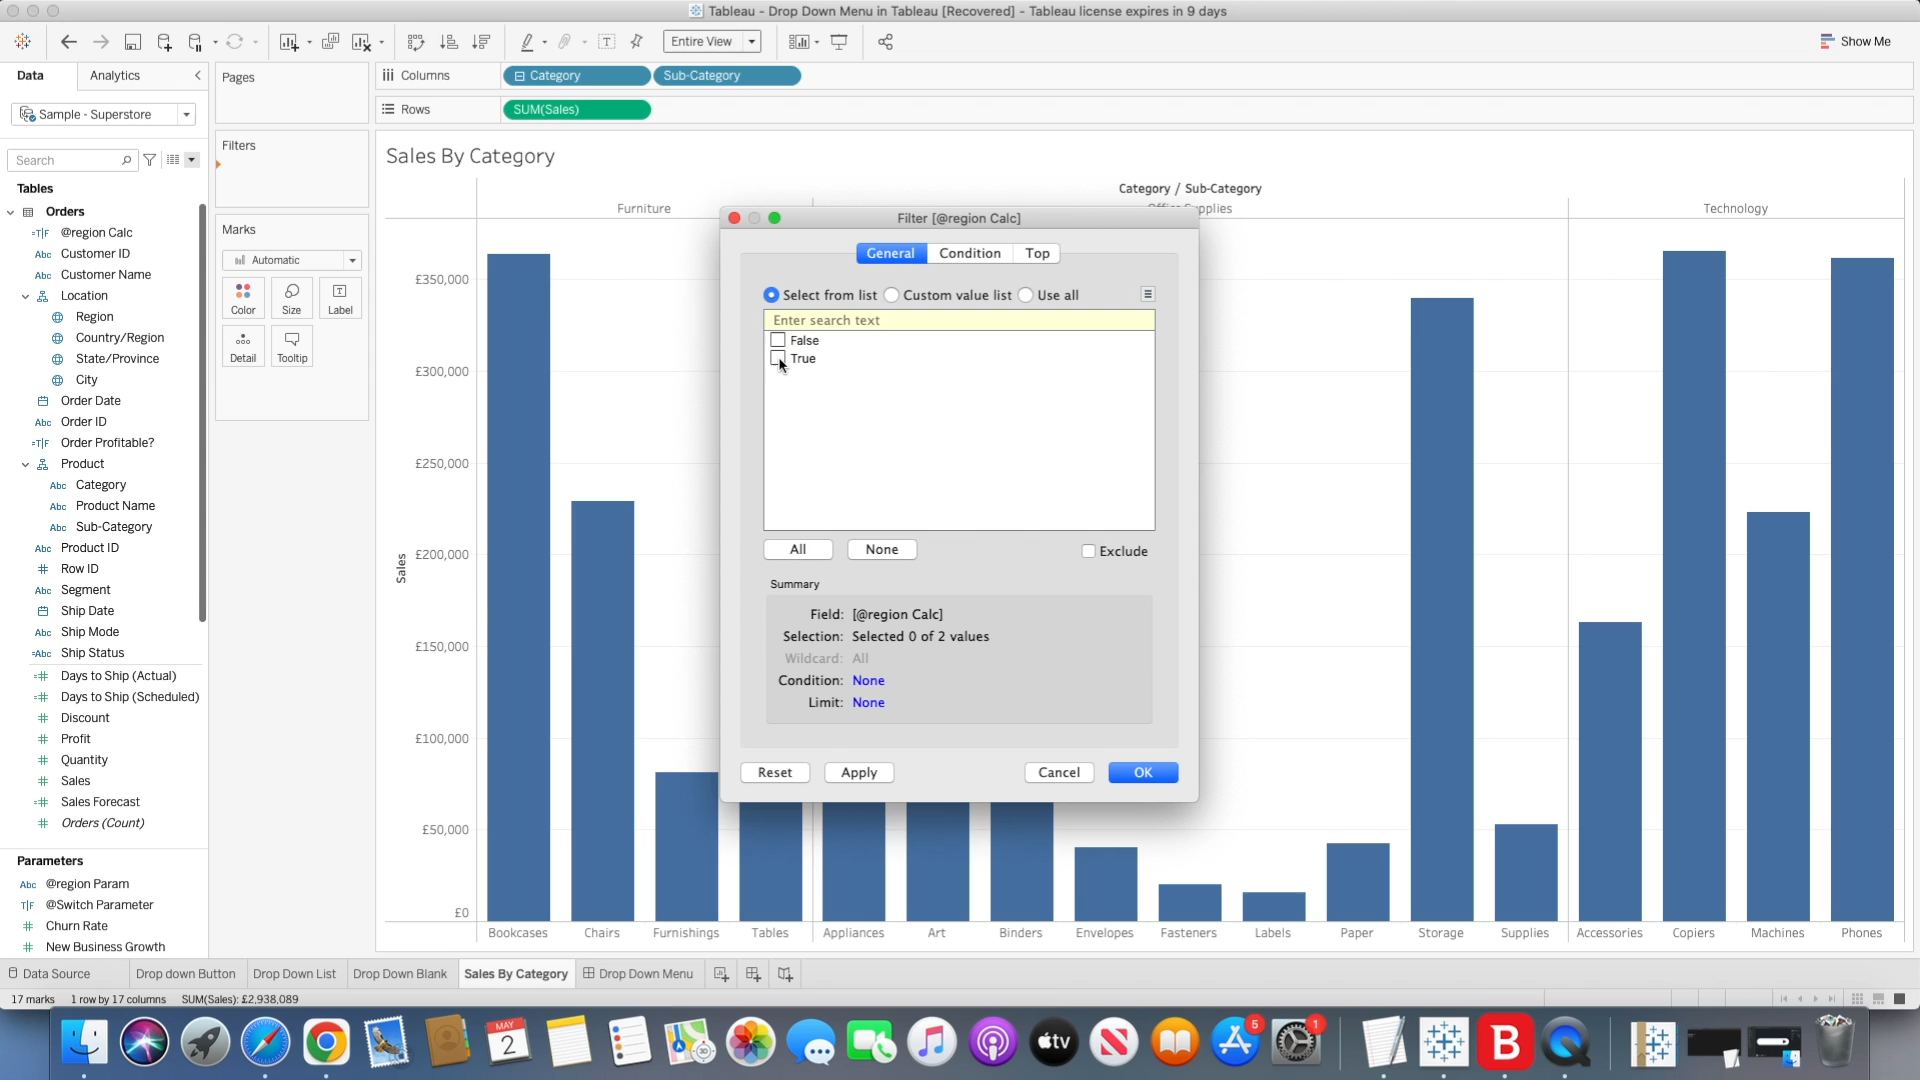 Tableau - Drop Down Menu in Tableau [Recovered] - Tableau license expires in 9 days
Entire View
Show Me
Data
Analytics
Pages
Columns
Category
Sub-Category
Sample - Superstore
Rows
SUM(Sales)
Search
Filters
Sales By Category
Tables
Category / Sub-Category
Orders
Furniture
Technology
@region Calc
Marks
Filter [@region Calc]
Customer ID
Automatic
General
Condition
Top
Customer Name
Location
Select from list
Custom value list
Use all
Region
Color
Size
Label
Enter search text
Country/Region
False
State/Province
Detail
Tooltip
True
City
Order Date
Order ID
Order Profitable?
Product
Category
Product Name
Sub-Category
Product ID
All
None
Exclude
Row ID
Segment
Summary
Ship Date
Field: [@region Calc]
Ship Mode
Selection: Selected 0 of 2 values
Ship Status
Wildcard: All
Days to Ship (Actual)
Condition: None
Days to Ship (Scheduled)
Limit: None
Discount
Profit
Quantity
Reset
Apply
Cancel
OK
Sales
Sales Forecast
Orders (Count)
£350,000
£300,000
£250,000
£200,000
£150,000
£100,000
£50,000
£0
Sales
Bookcases
Chairs
Furnishings
Tables
Appliances
Art
Binders
Envelopes
Fasteners
Labels
Paper
Storage
Supplies
Accessories
Copiers
Machines
Phones
Parameters
Abc @region Param
T|F @Switch Parameter
Churn Rate
New Business Growth
Data Source
Drop down Button
Drop Down List
Drop Down Blank
Sales By Category
Drop Down Menu
17 marks
1 row by 17 columns
SUM(Sales): £2,938,089
MAY
2
tv
5
1
B